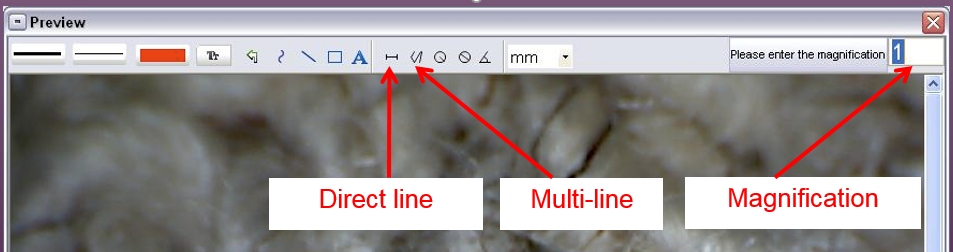 Preview
Tr A mm Please enter the magnification 1
Direct line Multi-line Magnification